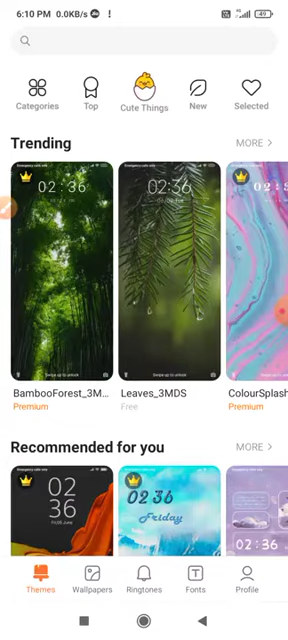 6:10 PM 0.0KB/s
49
Categories
Top
Cute Things
New
Selected
Trending
MORE
02:36
02:36
BambooForest_3M...
Leaves_3MDS
ColourSplash
Premium
Free
Premium
Recommended for you
MORE
02
36
02 36
Friday
02:36
Themes
Wallpapers
Ringtones
Fonts
Profile